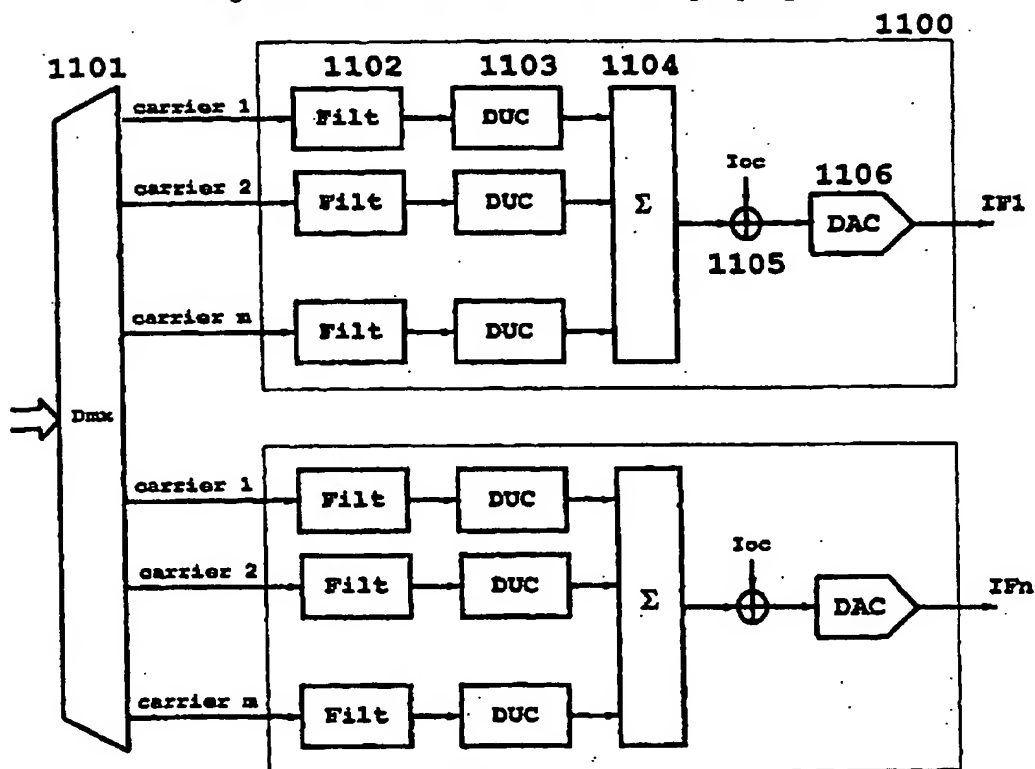 1100
1101
1102
1103
1104
carrier 1
Filt
DUC
carrier 2
Filt
DUC
Σ
Ioc
1106
DAC
IF1
1105
carrier m
Filt
DUC
Dmx
carrier 1
Filt
DUC
carrier 2
Filt
DUC
Σ
Ioc
DAC
IFn
carrier m
Filt
DUC